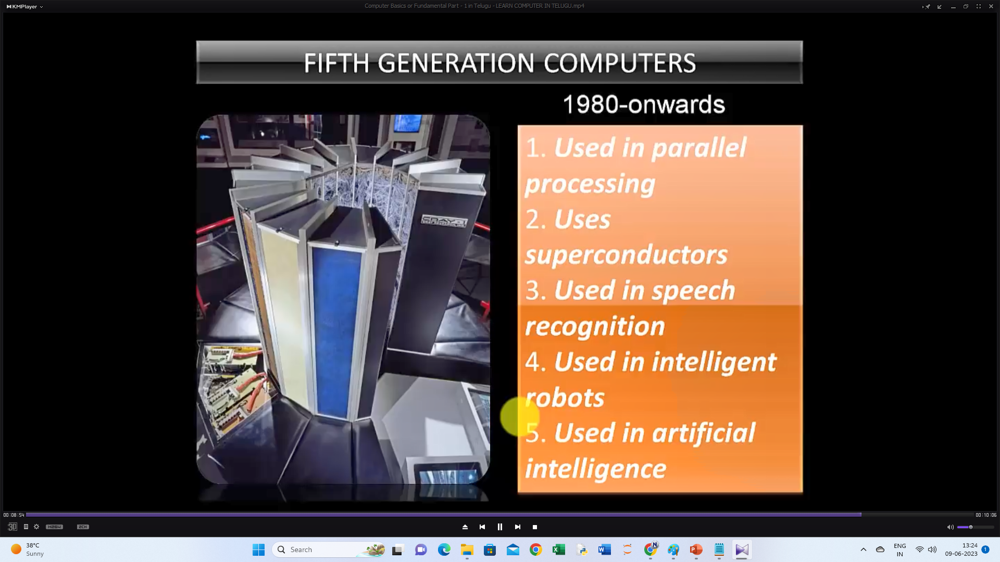 KMPlayer
Computer Basics or Fundamental Part - 1 in Telugu - LEARN COMPUTER IN TELUGU.mp4
FIFTH GENERATION COMPUTERS
1980-onwards
CRAY-1
CRAY RESEARCH, INC.
1. Used in parallel
processing
2. Uses
superconductors
3. Used in speech
recognition
4. Used in intelligent
robots
5. Used in artificial
intelligence
00:08:54
00:10:06
3D
H264
2CH
38°C
Sunny
Search
N
ENG
IN
13:24
09-06-2023
1